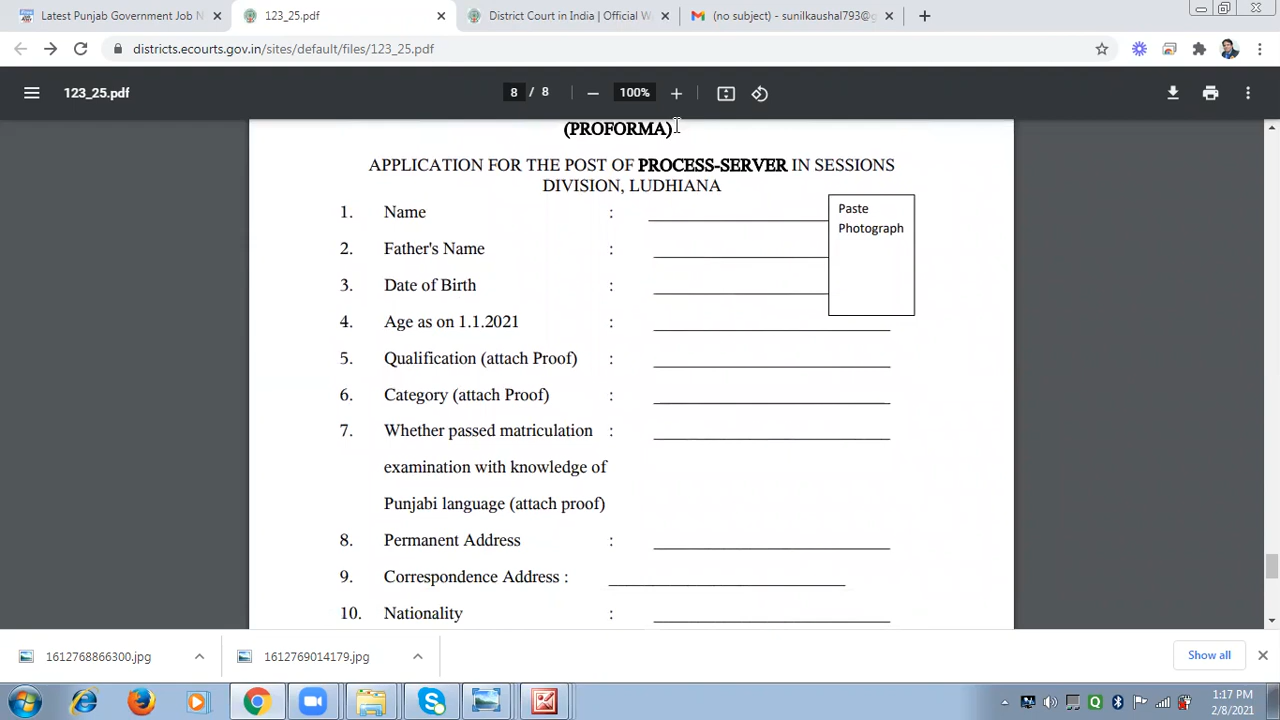 Latest Punjab Government Job N
123_25.pdf
District Court in India | Official W
(no subject) - sunilkaushal793@g
districts.ecourts.gov.in/sites/default/files/123_25.pdf
123_25.pdf
8 / 8
100%
(PROFORMA)
APPLICATION FOR THE POST OF PROCESS-SERVER IN SESSIONS
DIVISION, LUDHIANA
Paste
Photograph
1. Name :
2. Father's Name :
3. Date of Birth :
4. Age as on 1.1.2021 :
5. Qualification (attach Proof) :
6. Category (attach Proof) :
7. Whether passed matriculation :
examination with knowledge of
Punjabi language (attach proof)
8. Permanent Address :
9. Correspondence Address :
10. Nationality :
1612768866300.jpg
1612769014179.jpg
Show all
1:17 PM
2/8/2021